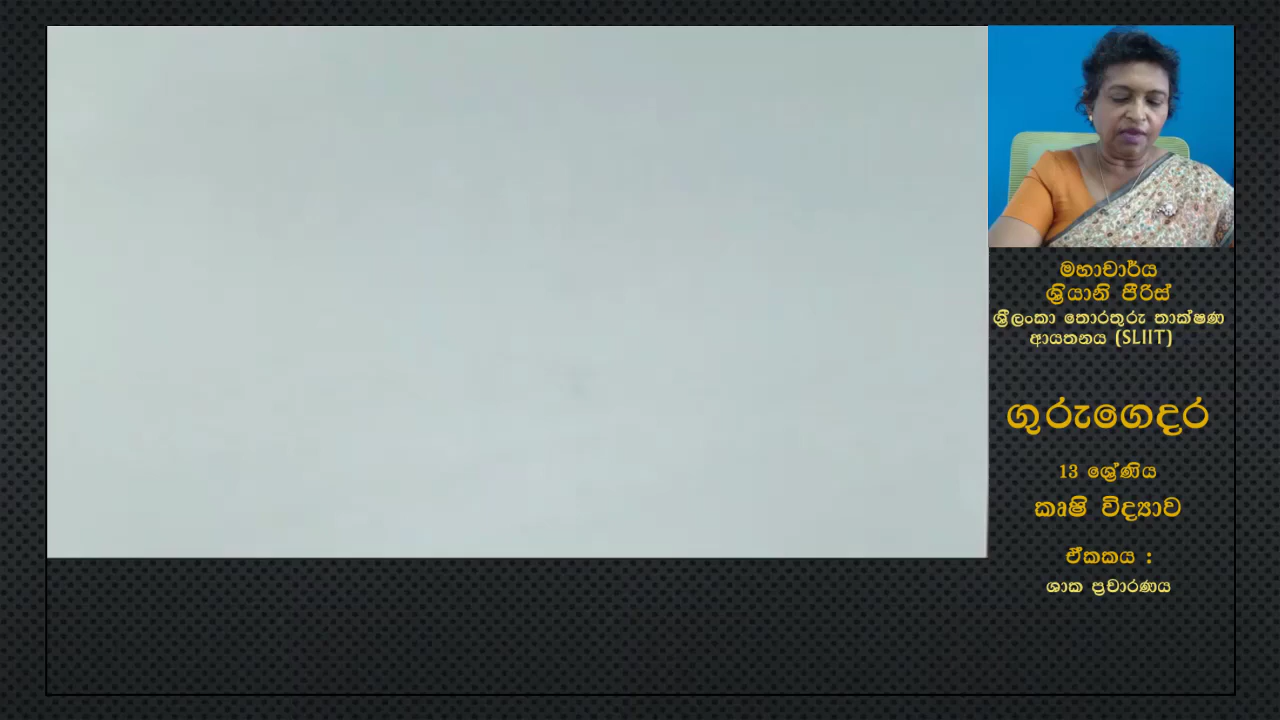 මහාචාර්ය
ශ්‍රියානි පීරිස්
ශ්‍රීලංකා තොරතුරු තාක්ෂණ
ආයතනය (SLIIT)
ගුරුගෙදර
13 ශ්‍රේණිය
කෘෂි විද්‍යාව
ඒකකය :
ශාක ප්‍රචාරණය